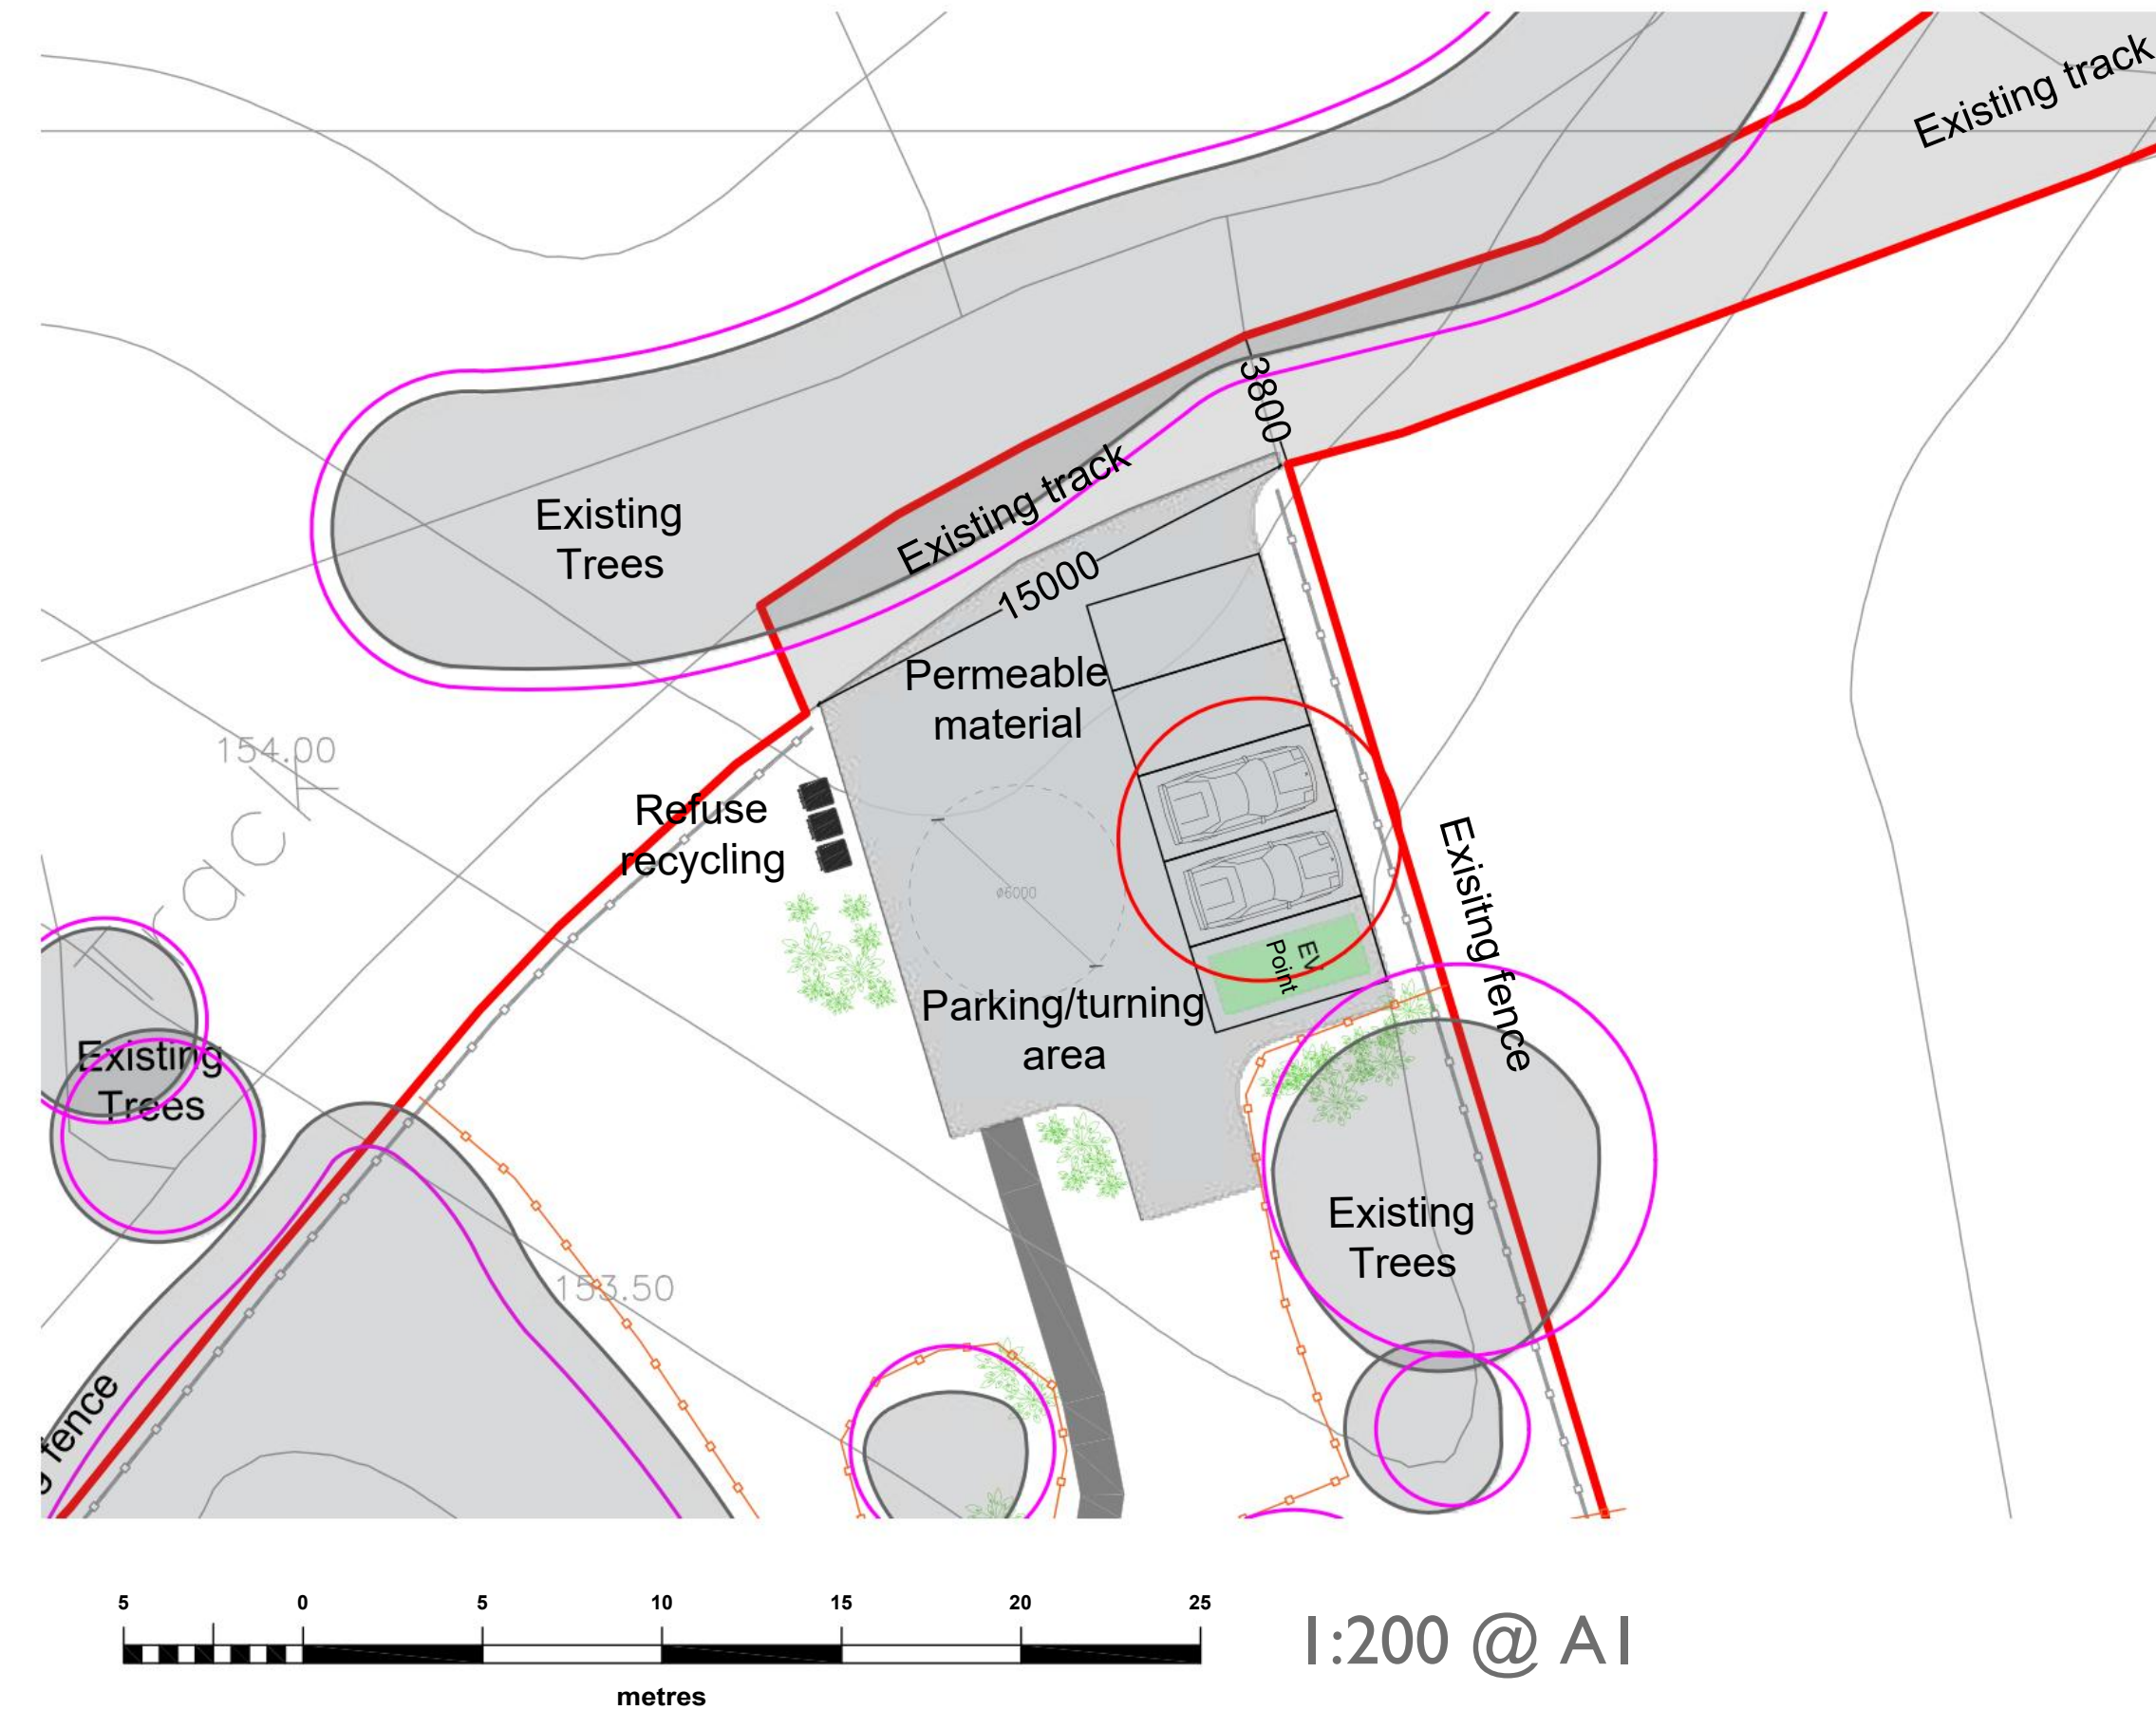 Existing track
3800
Existing track
Existing
Trees
15000
Permeable
material
154.00
Track
Refuse
recycling
ø6000
Exisitng fence
EV
Point
Parking/turning
area
Existing
Trees
Existing
Trees
153.50
fence
5 0 5 10 15 20 25
metres
1:200 @ A1